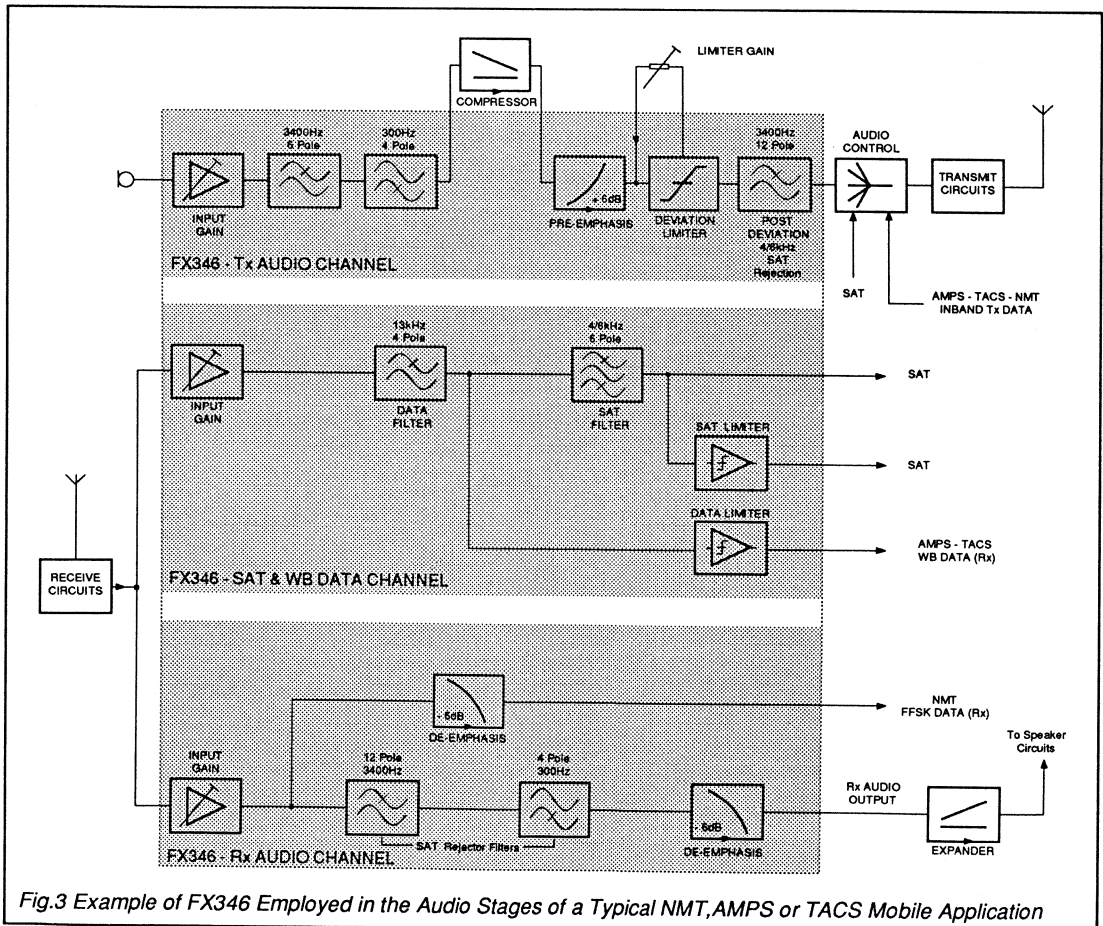 LIMITER GAIN
COMPRESSOR
3400Hz
6 Pole
300Hz
4 Pole
3400Hz
12 Pole
AUDIO
CONTROL
TRANSMIT
CIRCUITS
INPUT
GAIN
+ 6dB
PRE-EMPHASIS
DEVIATION
LIMITER
POST
DEVIATION
4/6kHz
SAT
Rejection
FX346 - Tx AUDIO CHANNEL
SAT
AMPS - TACS - NMT
INBAND Tx DATA
13kHz
4 Pole
4/6kHz
6 Pole
INPUT
GAIN
DATA
FILTER
SAT
FILTER
SAT
SAT LIMITER
SAT
DATA LIMITER
AMPS - TACS
WB DATA (Rx)
FX346 - SAT & WB DATA CHANNEL
RECEIVE
CIRCUITS
- 6dB
DE-EMPHASIS
NMT
FFSK DATA (Rx)
To Speaker
Circuits
INPUT
GAIN
12 Pole
3400Hz
4 Pole
300Hz
Rx AUDIO
OUTPUT
- 6dB
DE-EMPHASIS
EXPANDER
SAT Rejector Filters
FX346 - Rx AUDIO CHANNEL
Fig.3 Example of FX346 Employed in the Audio Stages of a Typical NMT,AMPS or TACS Mobile Application